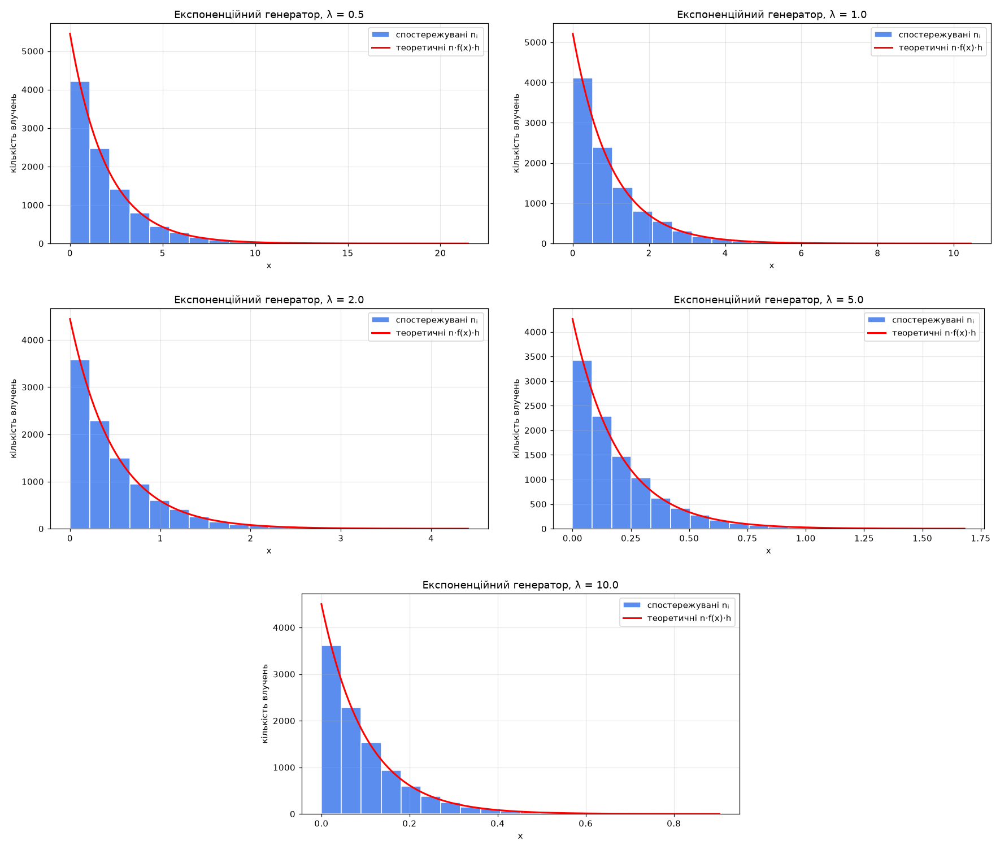 Експоненційний генератор, λ = 0.5
спостережувані nᵢ
теоретичні n·f(x)·h
кількість влучень
5000
4000
3000
2000
1000
0
0 5 10 15 20
x
Експоненційний генератор, λ = 1.0
спостережувані nᵢ
теоретичні n·f(x)·h
кількість влучень
5000
4000
3000
2000
1000
0
0 2 4 6 8 10
x
Експоненційний генератор, λ = 2.0
спостережувані nᵢ
теоретичні n·f(x)·h
кількість влучень
4000
3000
2000
1000
0
0 1 2 3 4
x
Експоненційний генератор, λ = 5.0
спостережувані nᵢ
теоретичні n·f(x)·h
кількість влучень
4000
3500
3000
2500
2000
1500
1000
500
0
0.00 0.25 0.50 0.75 1.00 1.25 1.50 1.75
x
Експоненційний генератор, λ = 10.0
спостережувані nᵢ
теоретичні n·f(x)·h
кількість влучень
4000
3000
2000
1000
0
0.0 0.2 0.4 0.6 0.8
x